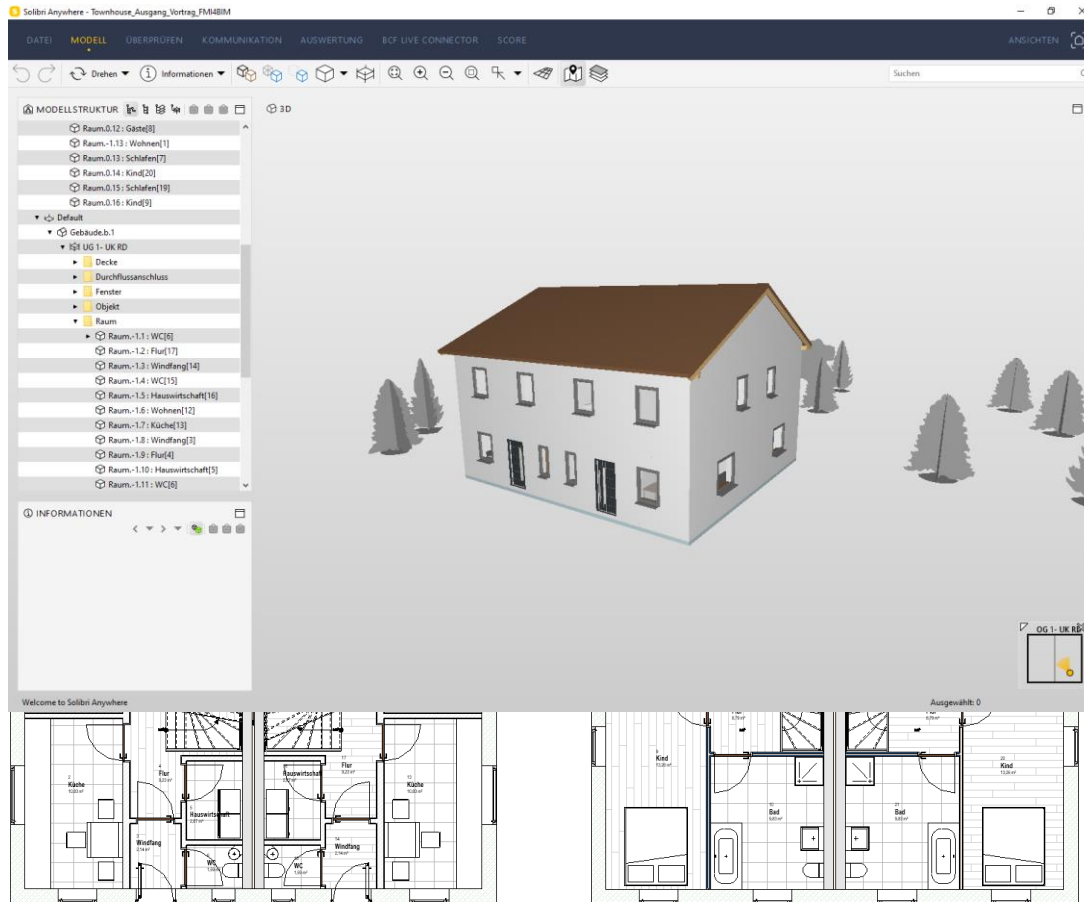 Solibri Anywhere - Townhouse_Ausgang_Vortrag_FMI4BIM
DATEI MODELL ÜBERPRÜFEN KOMMUNIKATION AUSWERTUNG BCF LIVE CONNECTOR SCORE ANSICHTEN
Drehen Informationen Suchen
MODELLSTRUKTUR
3D
Raum.0.12 : Gäste[8]
Raum.-1.13 : Wohnen[1]
Raum.0.13 : Schlafen[7]
Raum.0.14 : Kind[20]
Raum.0.15 : Schlafen[19]
Raum.0.16 : Kind[9]
Default
Gebäude.b.1
UG 1- UK RD
Decke
Durchflussanschluss
Fenster
Objekt
Raum
Raum.-1.1 : WC[6]
Raum.-1.2 : Flur[17]
Raum.-1.3 : Windfang[14]
Raum.-1.4 : WC[15]
Raum.-1.5 : Hauswirtschaft[16]
Raum.-1.6 : Wohnen[12]
Raum.-1.7 : Küche[13]
Raum.-1.8 : Windfang[3]
Raum.-1.9 : Flur[4]
Raum.-1.10 : Hauswirtschaft[5]
Raum.-1.11 : WC[6]
INFORMATIONEN
OG 1- UK RD
Welcome to Solibri Anywhere
Ausgewählt: 0
Küche
Flur
Hauswirtschaft
Windfang
WC
Flur
Küche
Windfang
WC
Kind
Bad
Bad
Kind